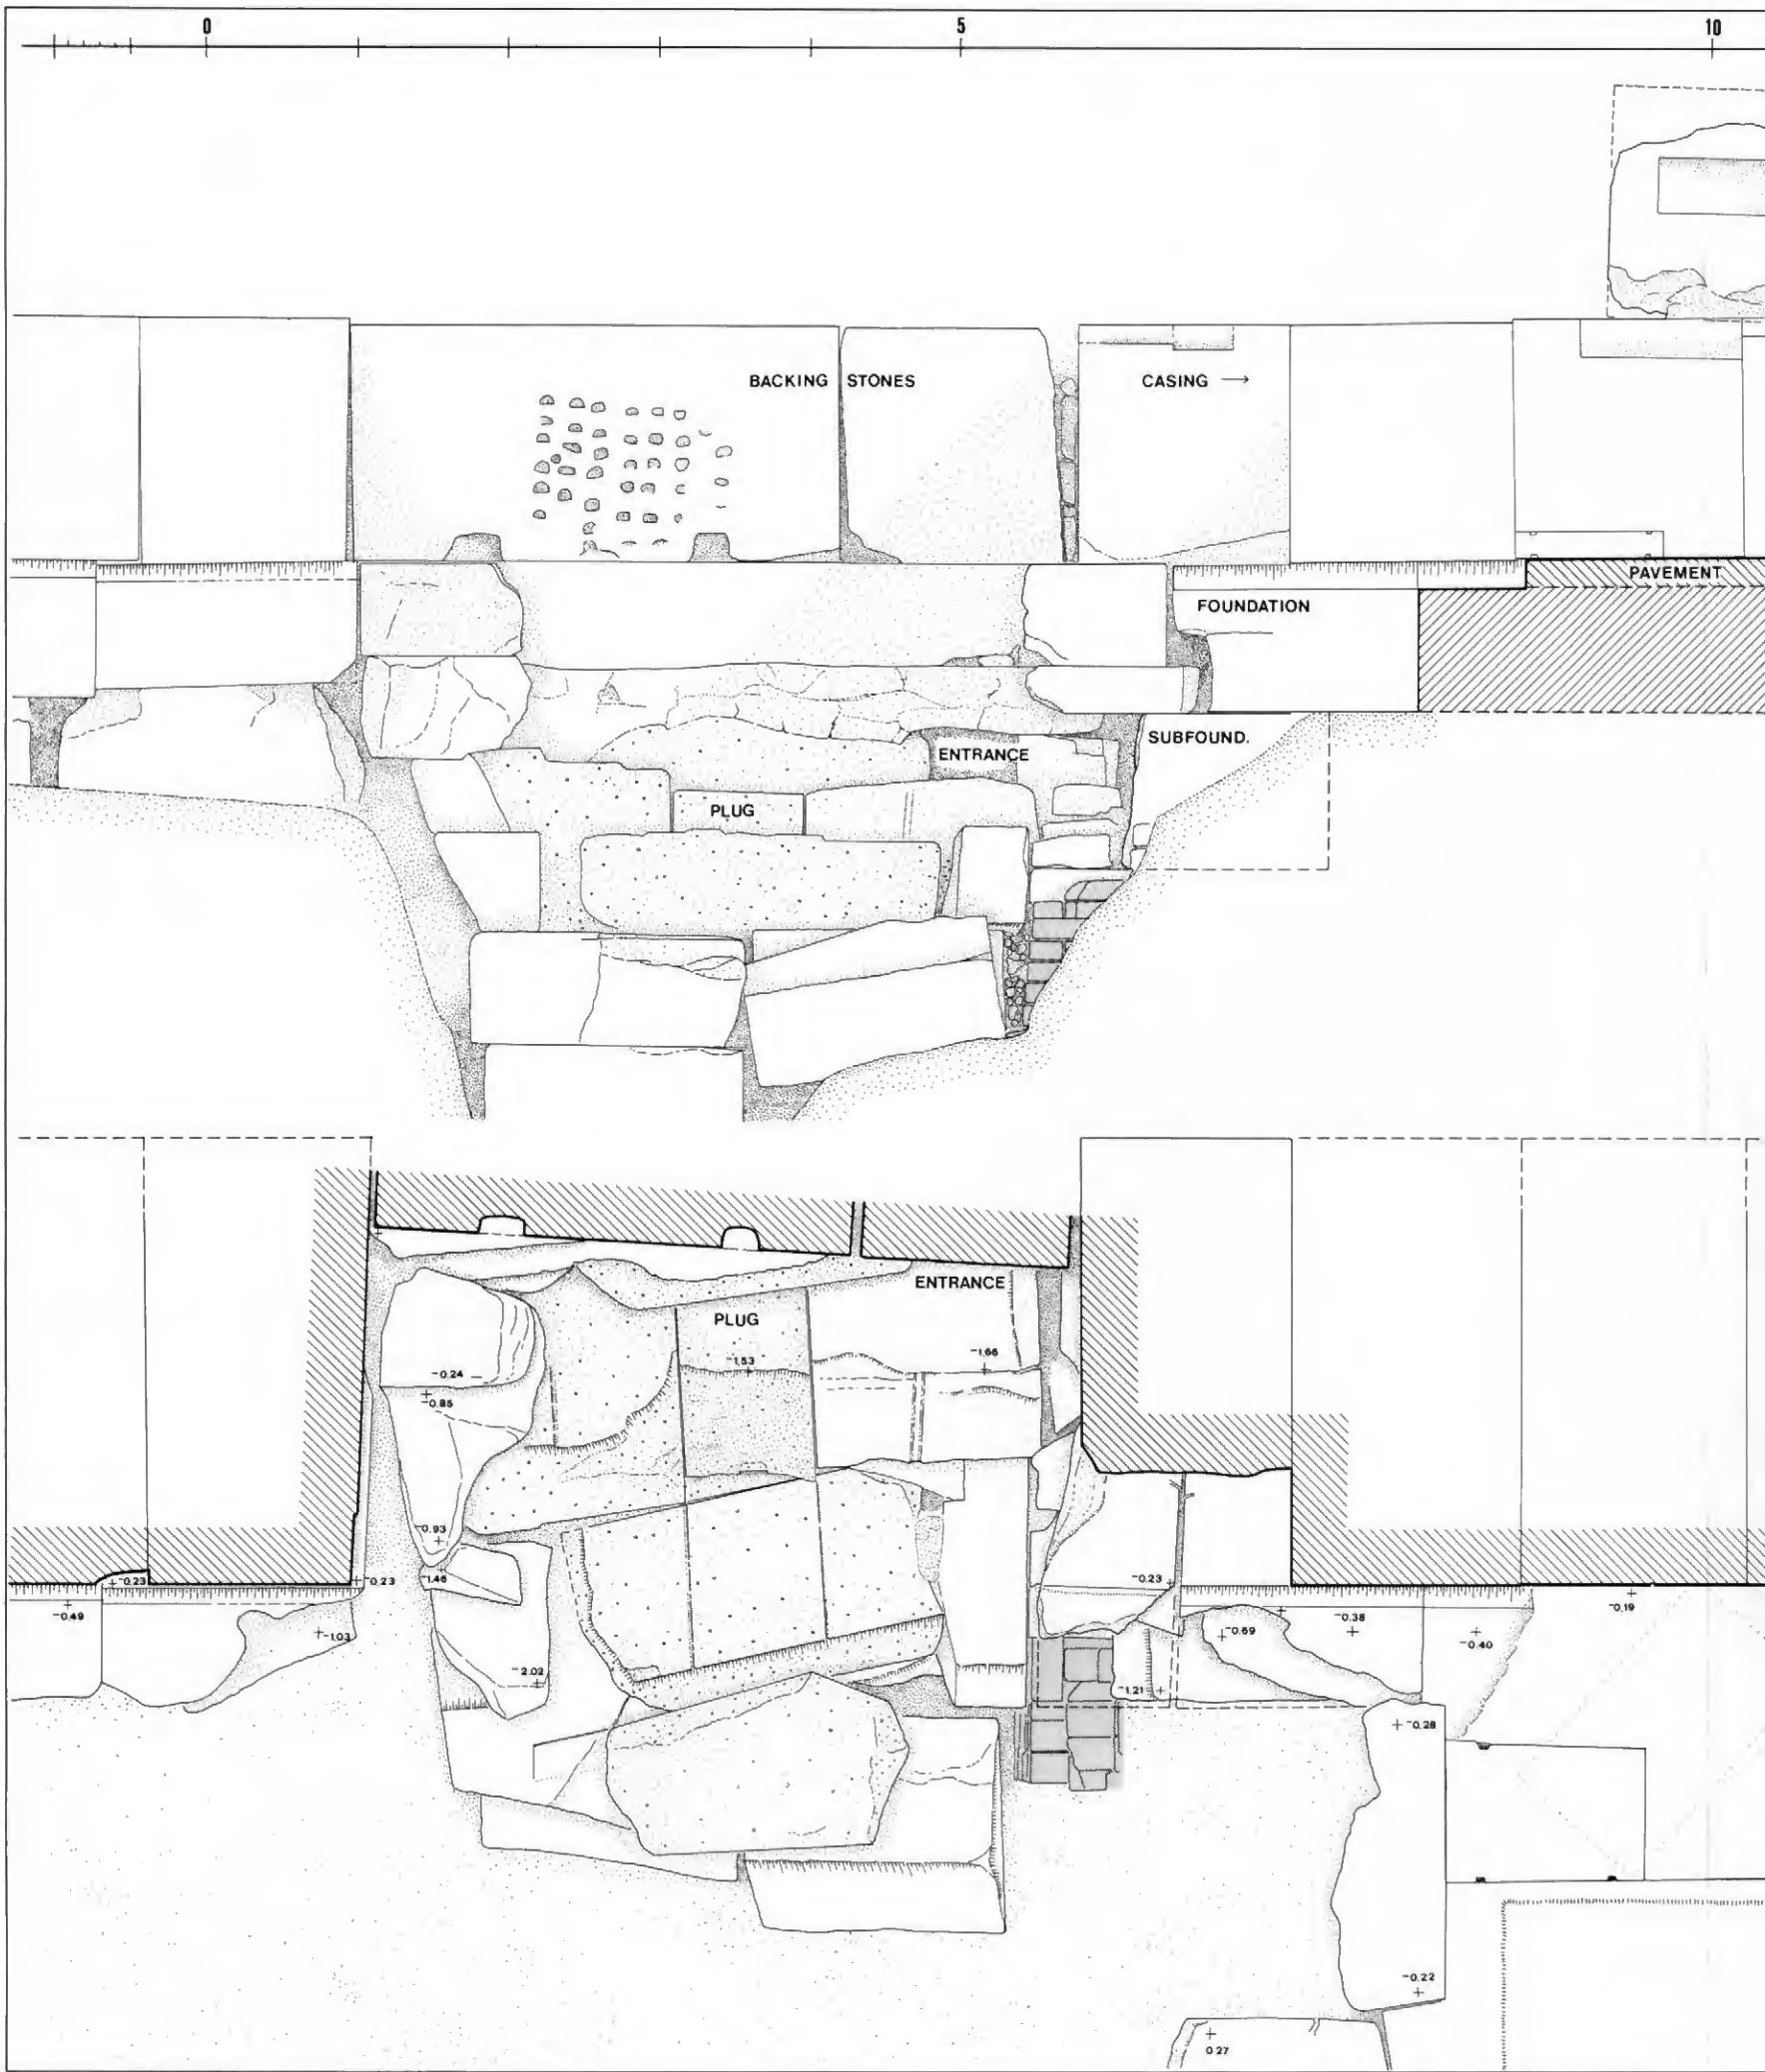 0 5 10
BACKING STONES CASING →
PAVEMENT
FOUNDATION
SUBFOUND.
ENTRANCE
PLUG
ENTRANCE
PLUG
-1.53 -1.66
-0.24
-0.85
-0.93
-1.46
-0.23 -0.23 -0.23
-0.49 -0.38 -0.19
-1.03 -0.69 -0.40
-2.02 -1.21
-0.28
-0.22
0.27